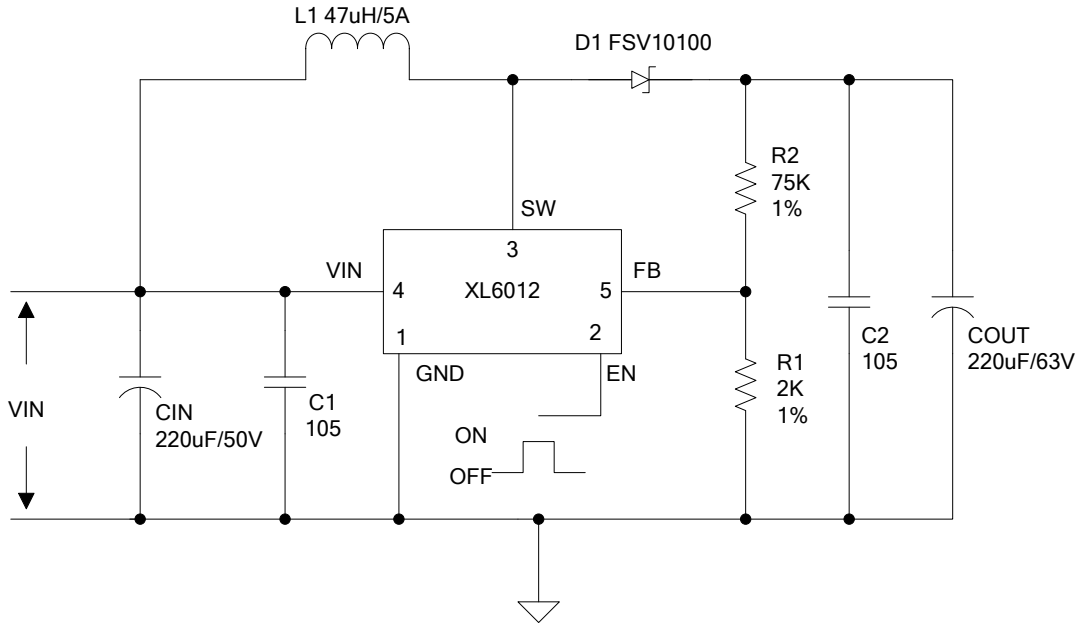 L1 47uH/5A
D1 FSV10100
R2
75K
1%
SW
3
VIN
4
XL6012
5
FB
1
2
GND
EN
C2
105
COUT
220uF/63V
R1
2K
1%
VIN
CIN
220uF/50V
C1
105
ON
OFF